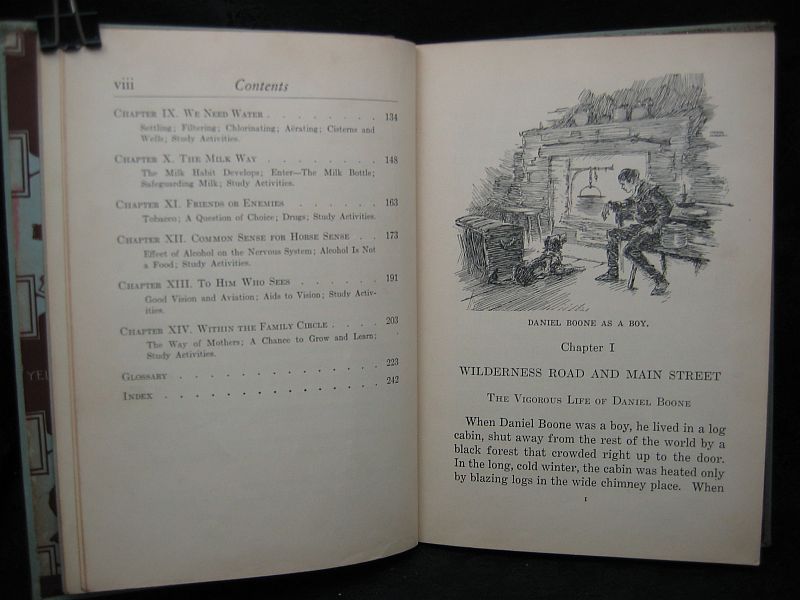 viii Contents
CHAPTER IX. WE NEED WATER . . . . . . . . 134
Settling; Filtering; Chlorinating; Aërating; Cisterns and
Wells; Study Activities.
CHAPTER X. THE MILK WAY . . . . . . . . 148
The Milk Habit Develops; Enter—The Milk Bottle;
Safeguarding Milk; Study Activities.
CHAPTER XI. FRIENDS OR ENEMIES . . . . . . . 163
Tobacco; A Question of Choice; Drugs; Study Activities.
CHAPTER XII. COMMON SENSE FOR HORSE SENSE . . 173
Effect of Alcohol on the Nervous System; Alcohol Is Not
a Food; Study Activities.
CHAPTER XIII. TO HIM WHO SEES . . . . . . 191
Good Vision and Aviation; Aids to Vision; Study Activ-
ities.
CHAPTER XIV. WITHIN THE FAMILY CIRCLE . . . . 203
The Way of Mothers; A Chance to Grow and Learn;
Study Activities.
GLOSSARY . . . . . . . . . . . . . . 223
INDEX . . . . . . . . . . . . . . . 242
DANIEL BOONE AS A BOY.
Chapter I
WILDERNESS ROAD AND MAIN STREET
THE VIGOROUS LIFE OF DANIEL BOONE
When Daniel Boone was a boy, he lived in a log
cabin, shut away from the rest of the world by a
black forest that crowded right up to the door.
In the long, cold winter, the cabin was heated only
by blazing logs in the wide chimney place. When
1